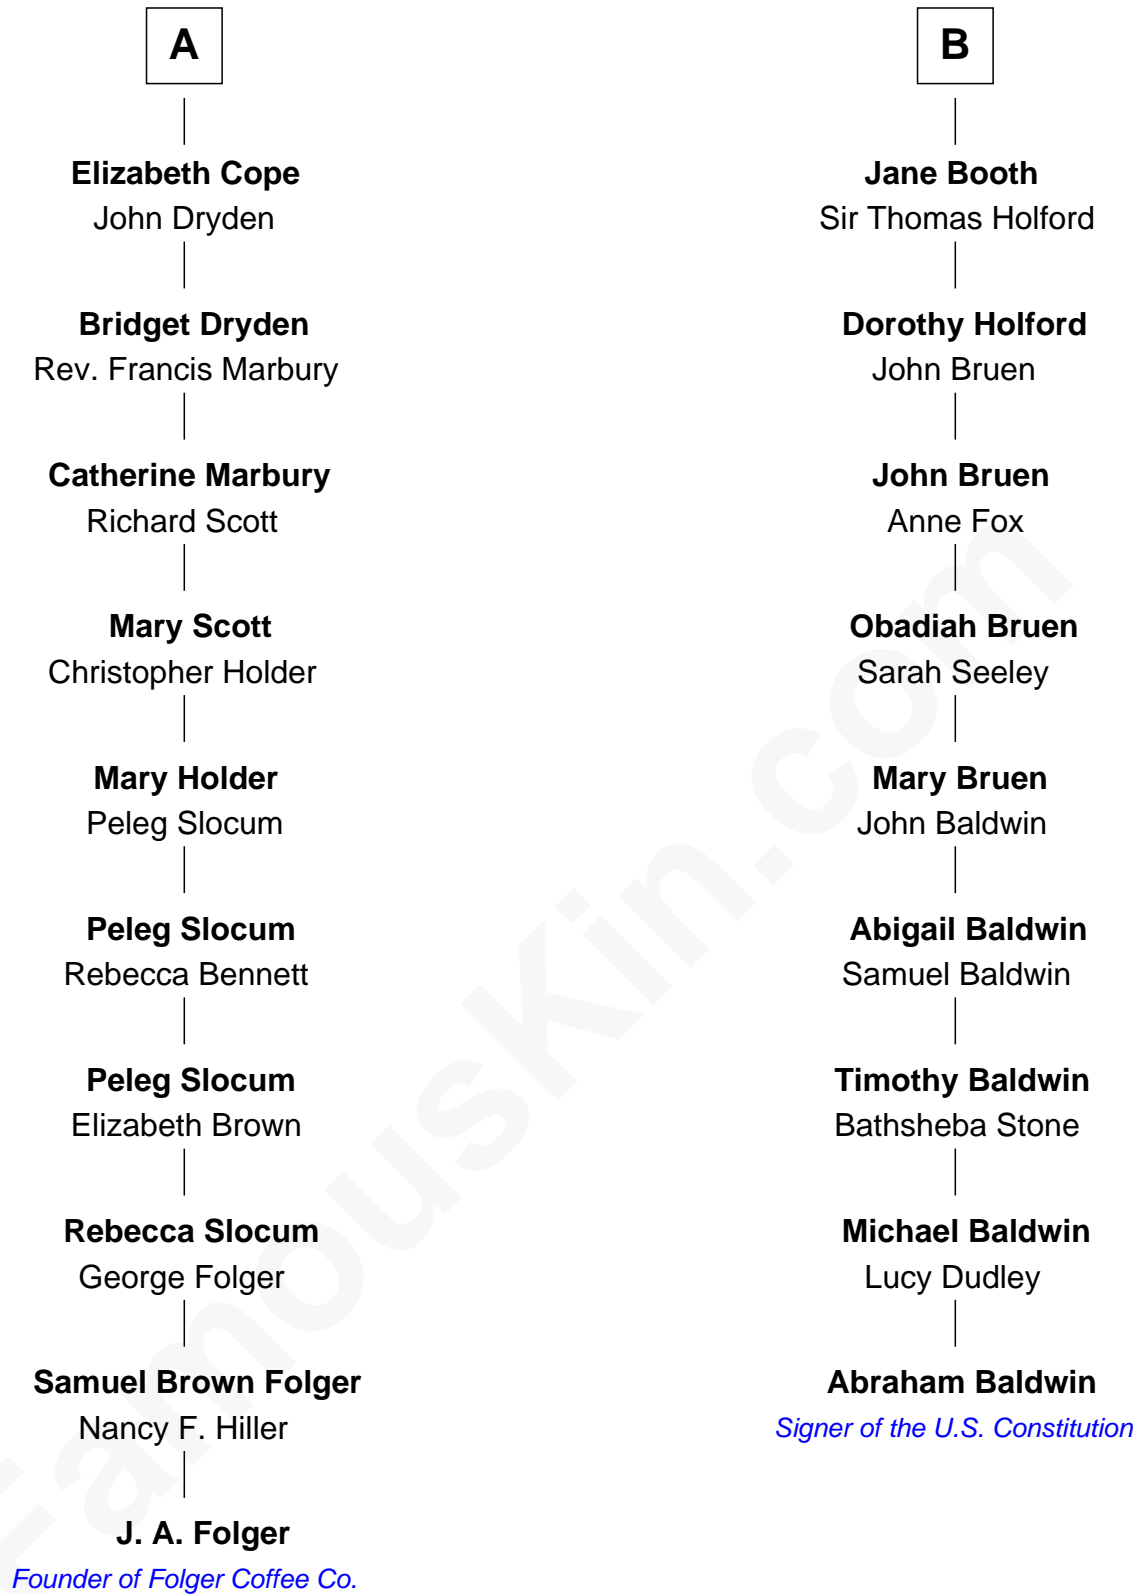 A
Elizabeth Cope
John Dryden
Bridget Dryden
Rev. Francis Marbury
Catherine Marbury
Richard Scott
Mary Scott
Christopher Holder
Mary Holder
Peleg Slocum
Peleg Slocum
Rebecca Bennett
Peleg Slocum
Elizabeth Brown
Rebecca Slocum
George Folger
Samuel Brown Folger
Nancy F. Hiller
J. A. Folger
Founder of Folger Coffee Co.
B
Jane Booth
Sir Thomas Holford
Dorothy Holford
John Bruen
John Bruen
Anne Fox
Obadiah Bruen
Sarah Seeley
Mary Bruen
John Baldwin
Abigail Baldwin
Samuel Baldwin
Timothy Baldwin
Bathsheba Stone
Michael Baldwin
Lucy Dudley
Abraham Baldwin
Signer of the U.S. Constitution
FamousKin.com